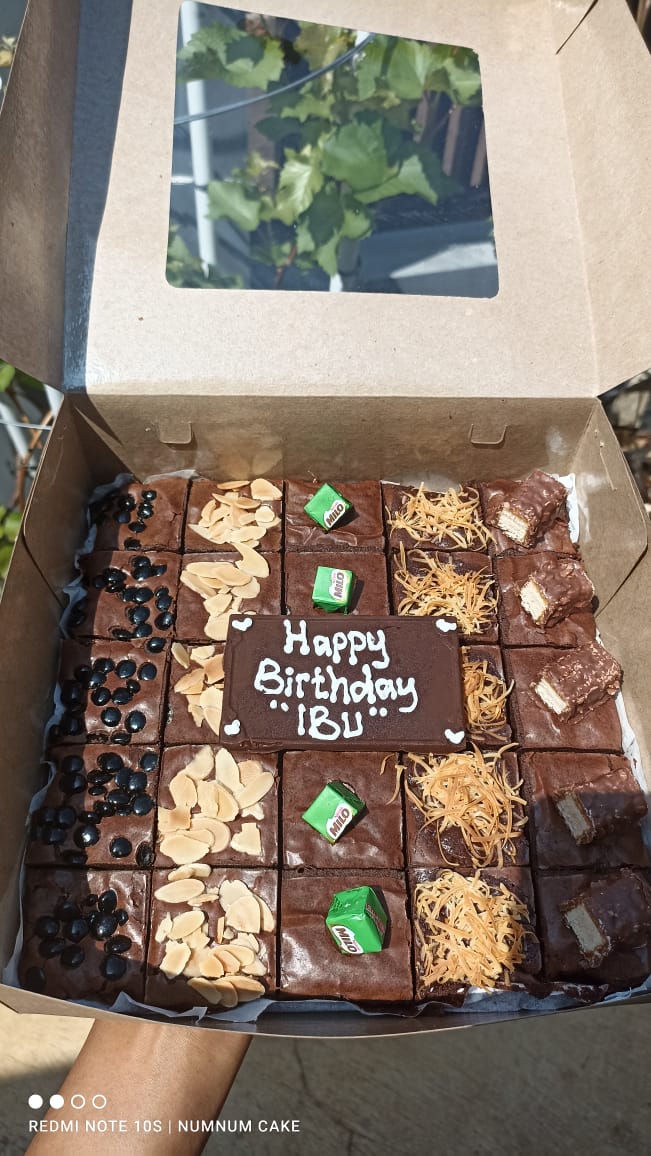 MILO
MILO
Happy
Birthday
"IBU"
MILO
MILO
REDMI NOTE 10S | NUMNUM CAKE